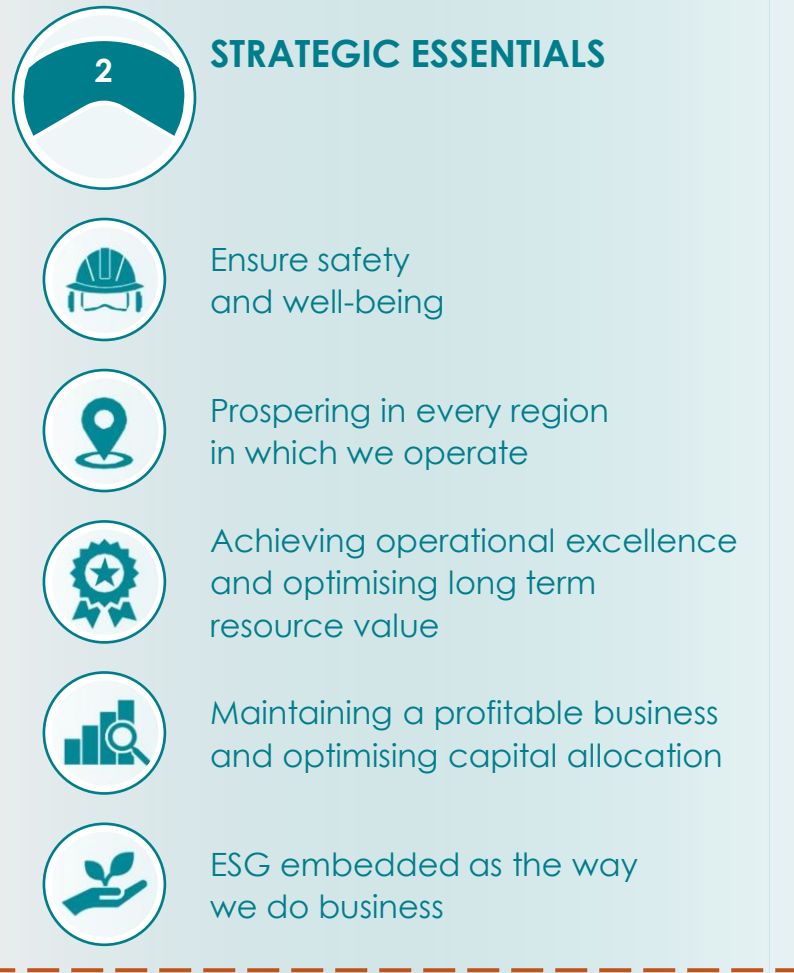 2
STRATEGIC ESSENTIALS
Ensure safety
and well-being
Prospering in every region
in which we operate
Achieving operational excellence
and optimising long term
resource value
Maintaining a profitable business
and optimising capital allocation
ESG embedded as the way
we do business